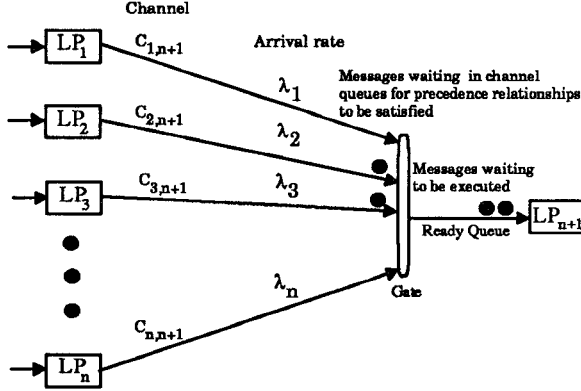 Channel
LP1
C1,n+1
Arrival rate
λ1
Messages waiting in channel
queues for precedence relationships
to be satisfied
LP2
C2,n+1
λ2
Messages waiting
to be executed
LP3
C3,n+1
λ3
Ready Queue
LPn+1
λn
Gate
Cn,n+1
LPn